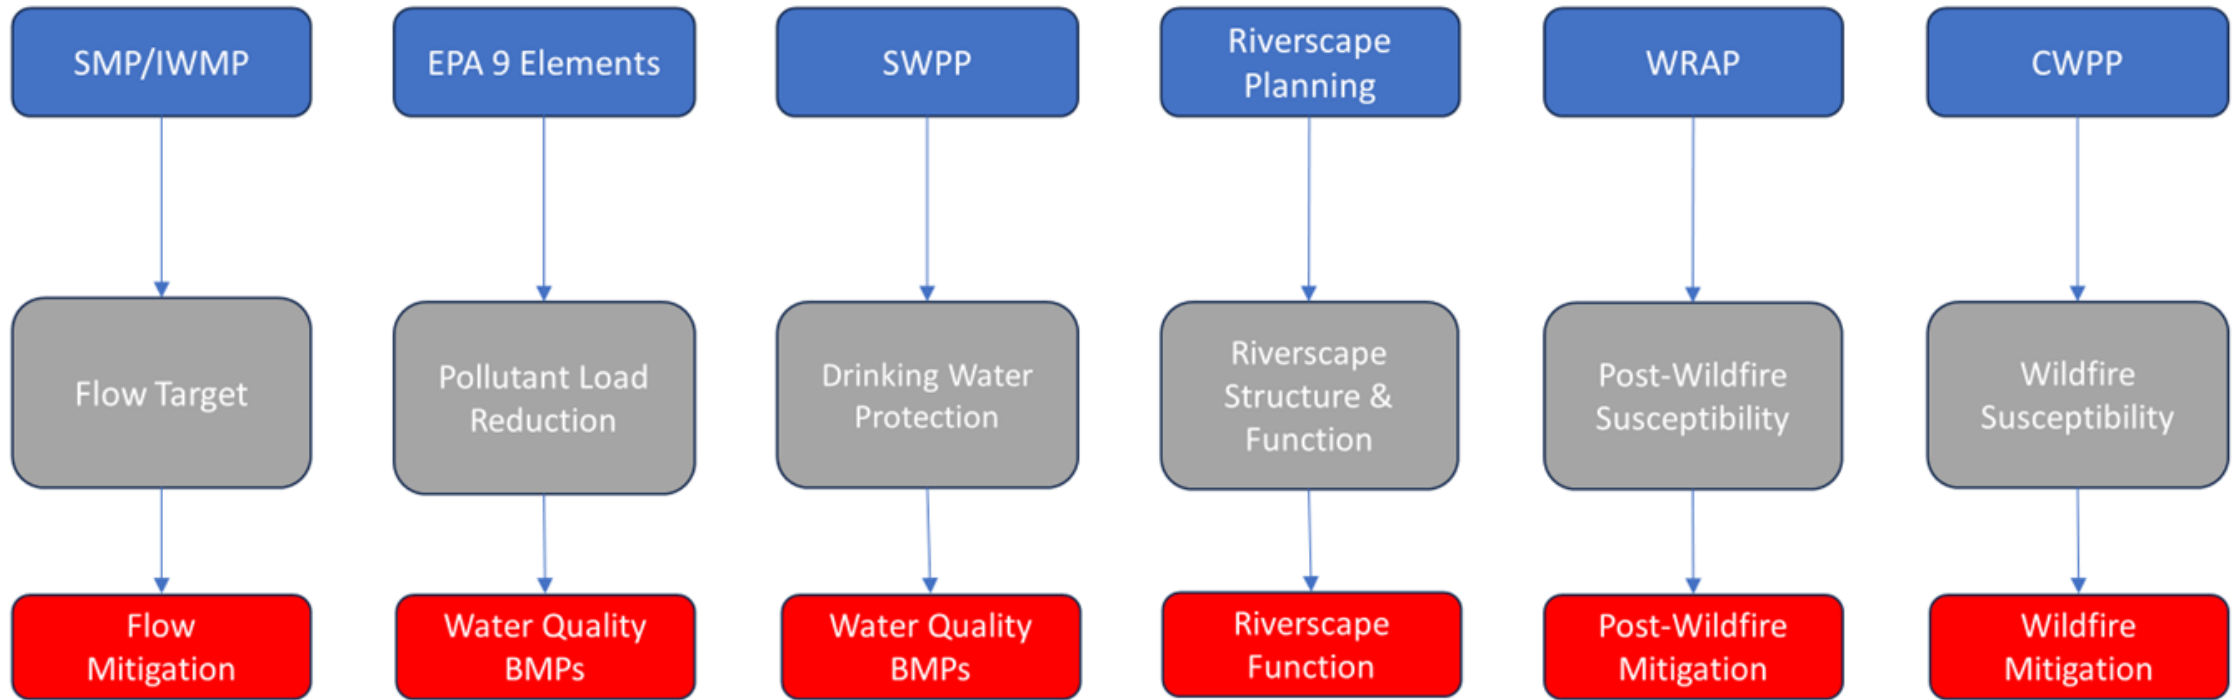 SMP/IWMP
EPA 9 Elements
SWPP
Riverscape
Planning
WRAP
CWPP
Flow Target
Pollutant Load
Reduction
Drinking Water
Protection
Riverscape
Structure &
Function
Post-Wildfire
Susceptibility
Wildfire
Susceptibility
Flow
Mitigation
Water Quality
BMPs
Water Quality
BMPs
Riverscape
Function
Post-Wildfire
Mitigation
Wildfire
Mitigation